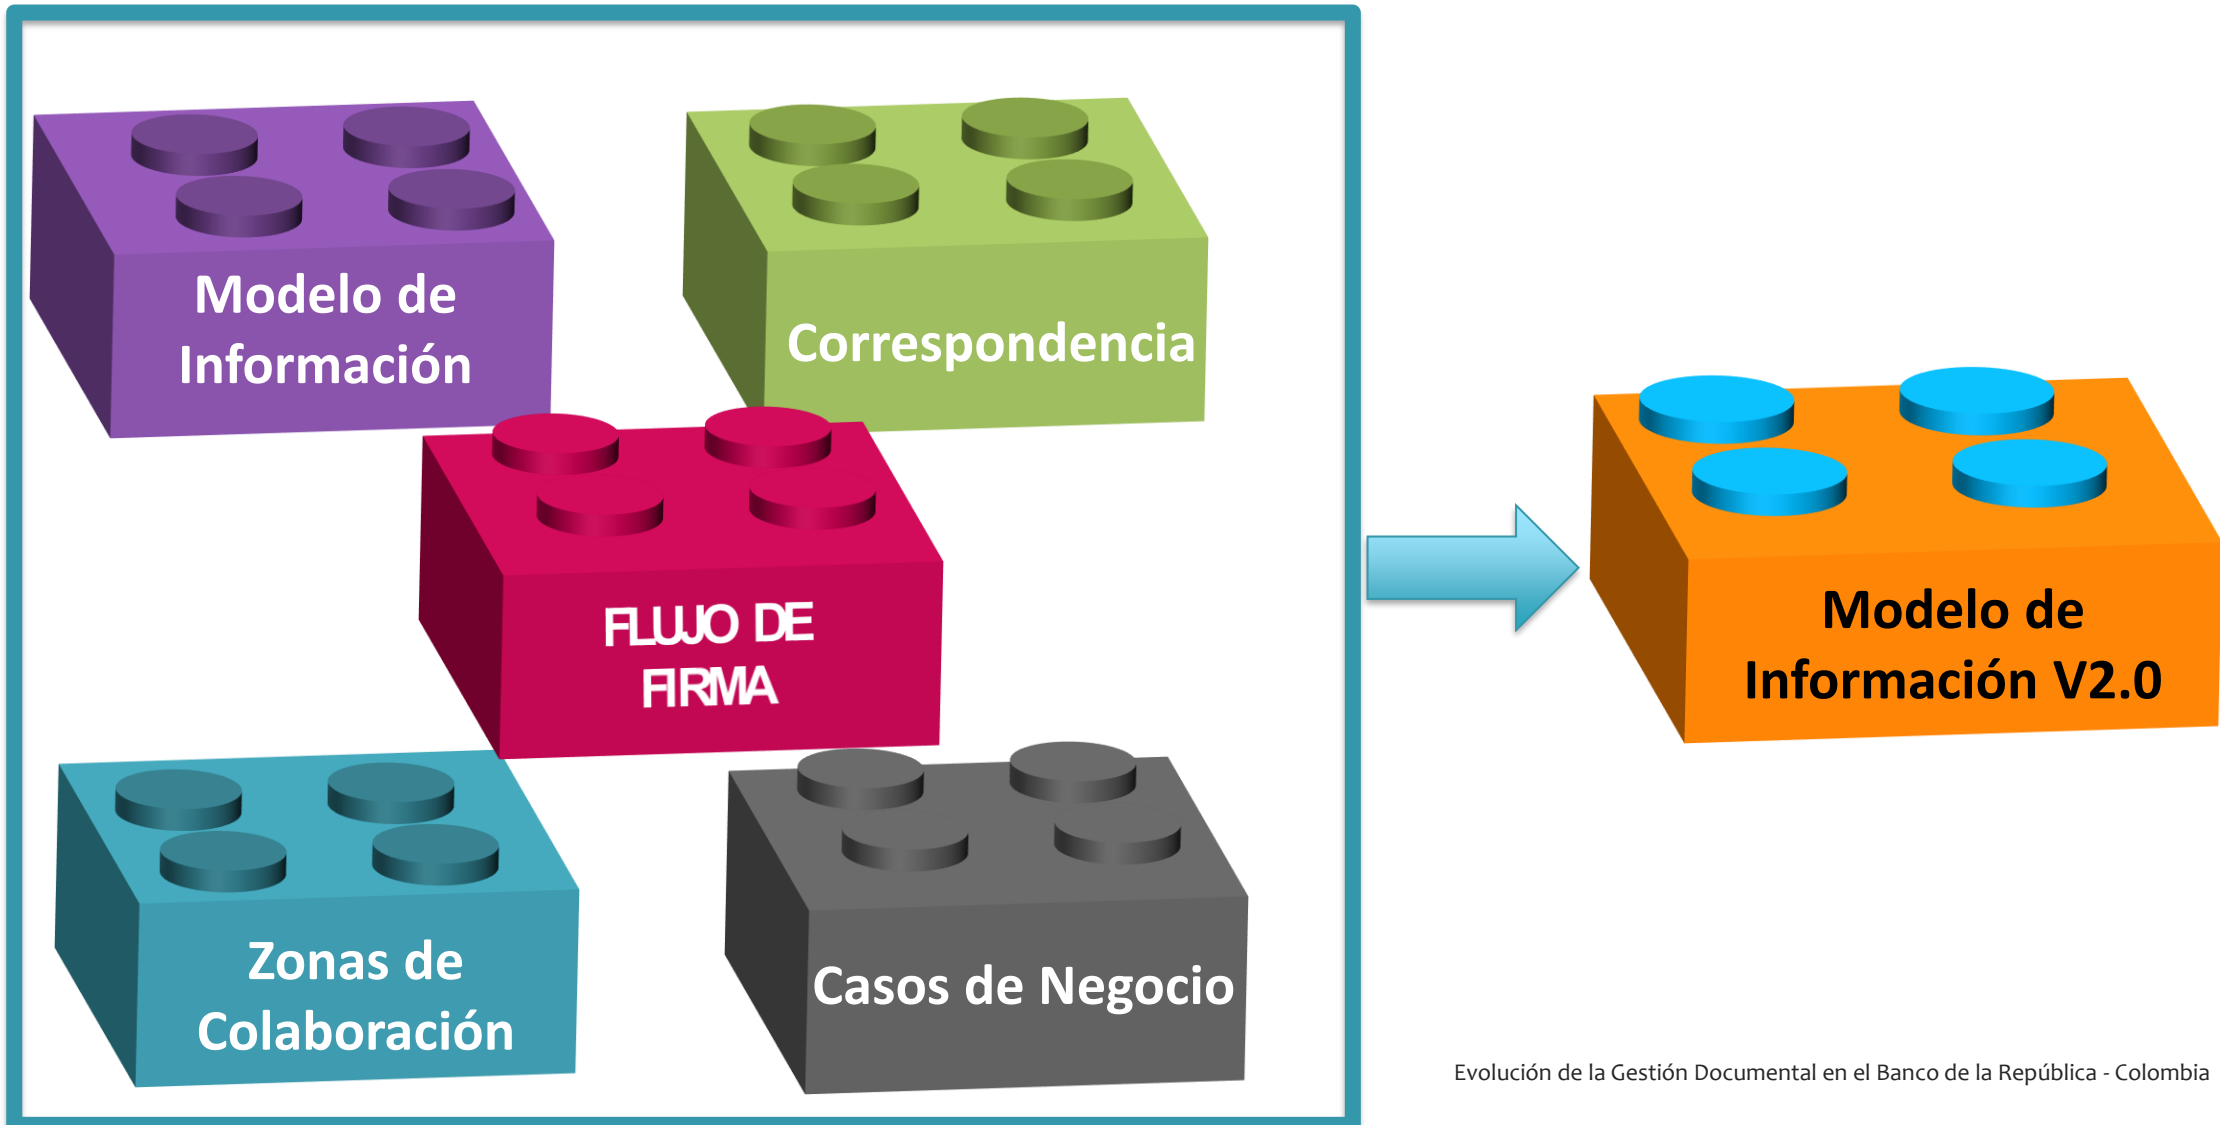 Modelo de
Información
Correspondencia
FLUJO DE
FIRMA
Modelo de
Información V2.0
Zonas de
Colaboración
Casos de Negocio
Evolución de la Gestión Documental en el Banco de la República - Colombia